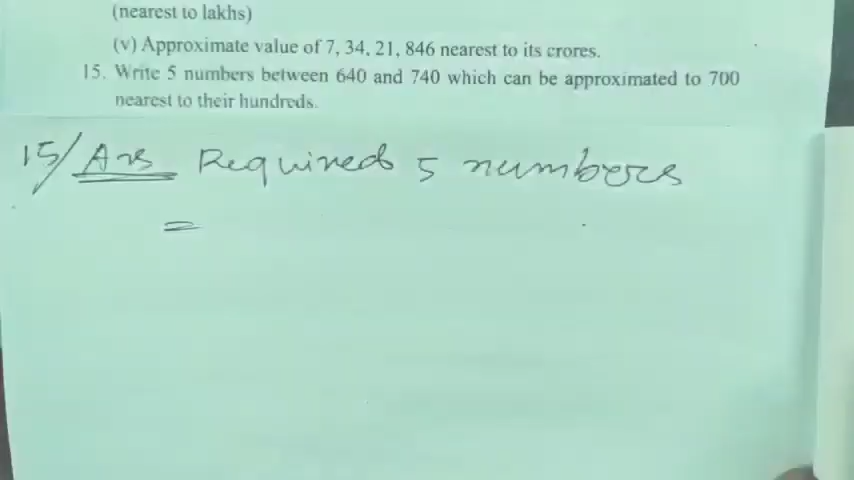 (nearest to lakhs)
(v) Approximate value of 7, 34, 21, 846 nearest to its crores.
15. Write 5 numbers between 640 and 740 which can be approximated to 700
nearest to their hundreds.
15/ Ans Required 5 numbers
=